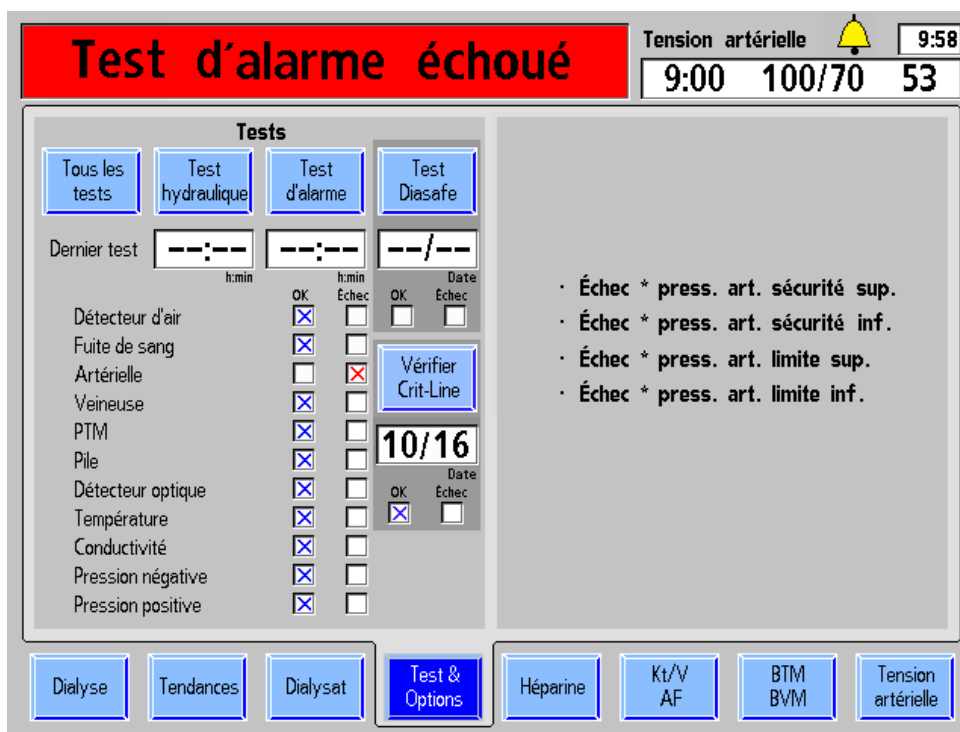 Test d´alarme échoué
Tension artérielle
9:58
9:00 100/70 53
Tests
Tous les
tests
Test
hydraulique
Test
d'alarme
Test
Diasafe
Dernier test
--:--
--:--
--/--
h:min
h:min
Date
OK Échec
OK Échec
Détecteur d'air
Fuite de sang
Artérielle
Veineuse
PTM
Pile
Détecteur optique
Température
Conductivité
Pression négative
Pression positive
Vérifier
Crit-Line
10/16
Date
OK Échec
· Échec * press. art. sécurité sup.
· Échec * press. art. sécurité inf.
· Échec * press. art. limite sup.
· Échec * press. art. limite inf.
Dialyse
Tendances
Dialysat
Test &
Options
Héparine
Kt/V
AF
BTM
BVM
Tension
artérielle